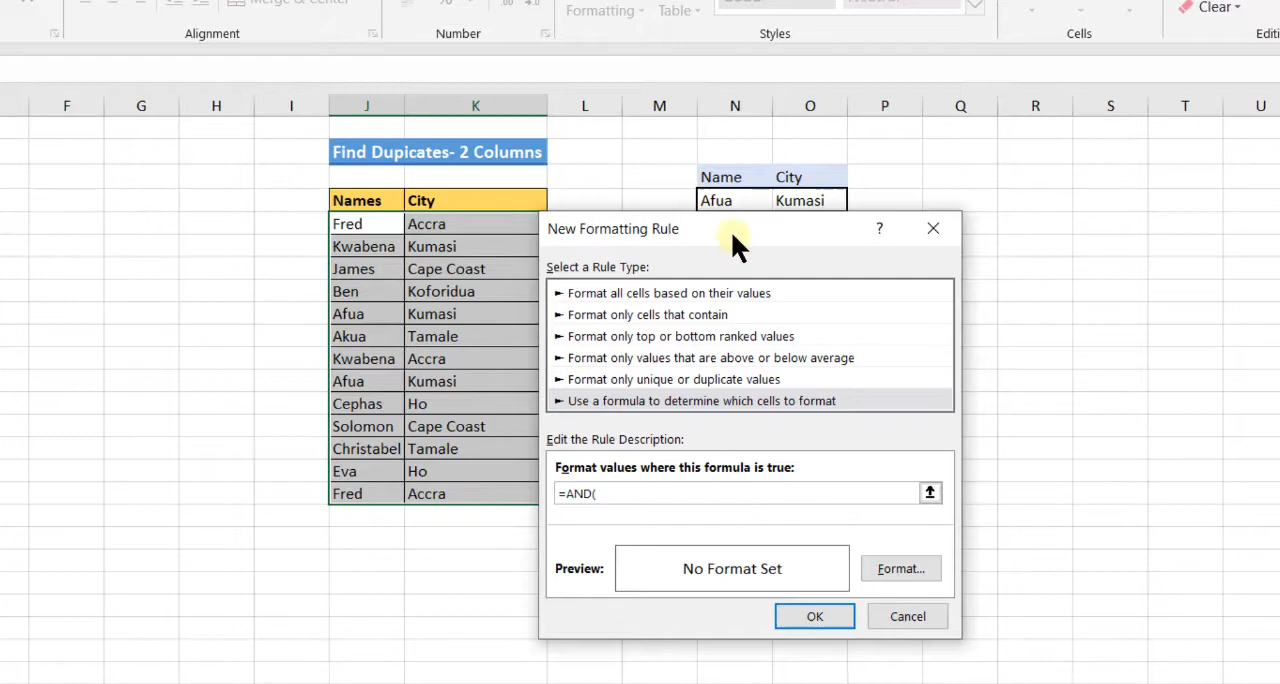 Merge & Center
%
.00
Formatting
Table
Clear
Alignment
Number
Styles
Cells
Editi
F G H I J K L M N O P Q R S T U
Find Dupicates- 2 Columns
Name City
Names City
Afua Kumasi
Fred Accra
Kwabena Kumasi
James Cape Coast
Ben Koforidua
Afua Kumasi
Akua Tamale
Kwabena Accra
Afua Kumasi
Cephas Ho
Solomon Cape Coast
Christabel Tamale
Eva Ho
Fred Accra
New Formatting Rule
?
Select a Rule Type:
► Format all cells based on their values
► Format only cells that contain
► Format only top or bottom ranked values
► Format only values that are above or below average
► Format only unique or duplicate values
► Use a formula to determine which cells to format
Edit the Rule Description:
Format values where this formula is true:
=AND(
Preview:
No Format Set
Format...
OK
Cancel